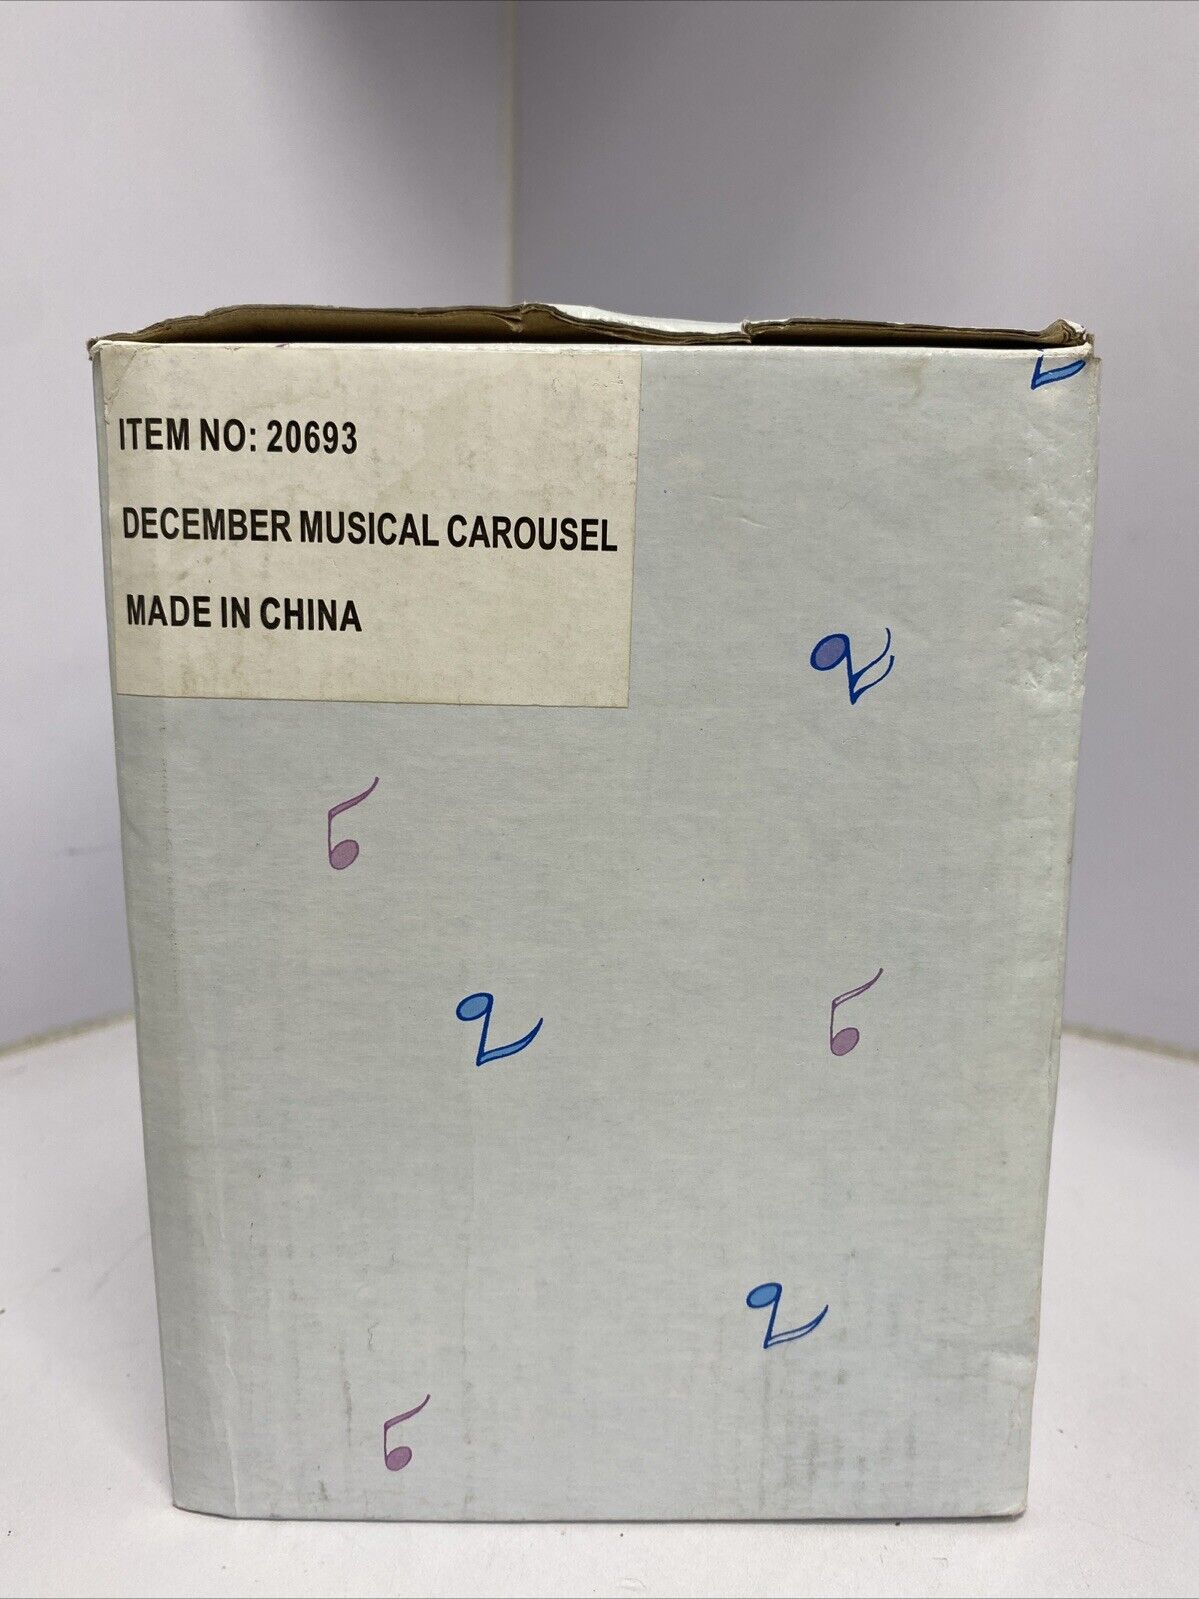 ITEM NO: 20693
DECEMBER MUSICAL CAROUSEL
MADE IN CHINA